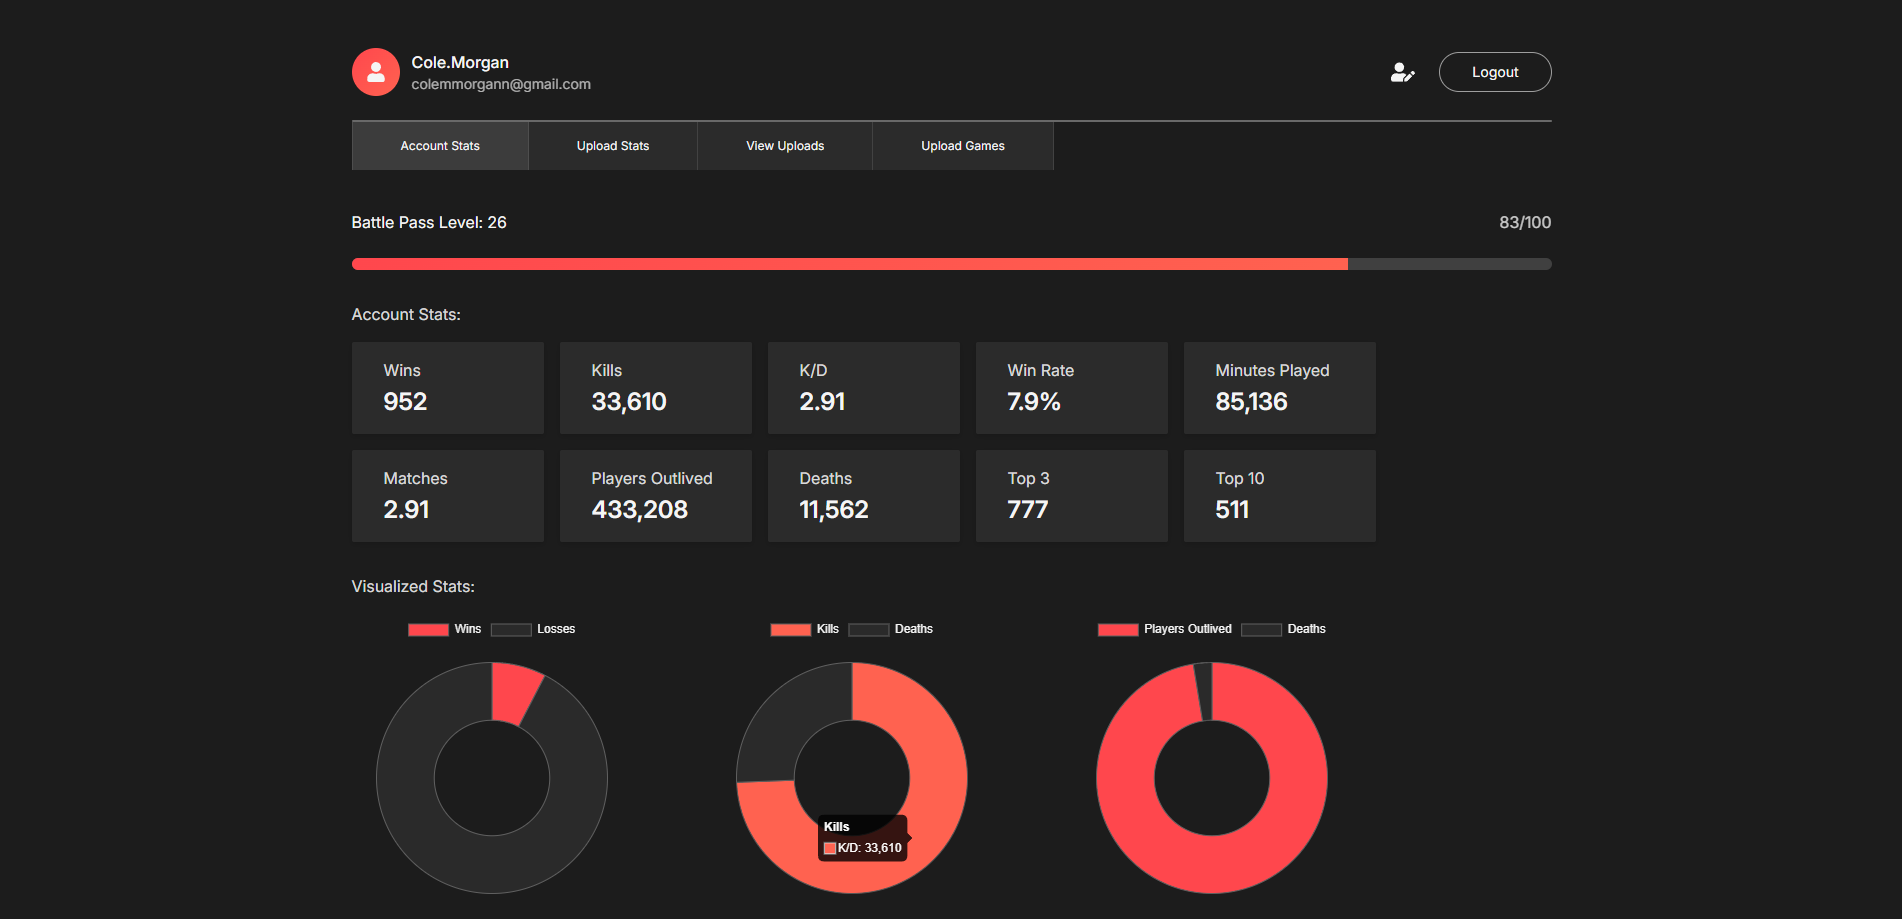 Cole.Morgan
colemmorgann@gmail.com
Logout
Account Stats
Upload Stats
View Uploads
Upload Games
Battle Pass Level: 26
83/100
Account Stats:
Wins
952
Kills
33,610
K/D
2.91
Win Rate
7.9%
Minutes Played
85,136
Matches
2.91
Players Outlived
433,208
Deaths
11,562
Top 3
777
Top 10
511
Visualized Stats:
Wins Losses
Kills Deaths
Players Outlived Deaths
Kills
K/D: 33,610